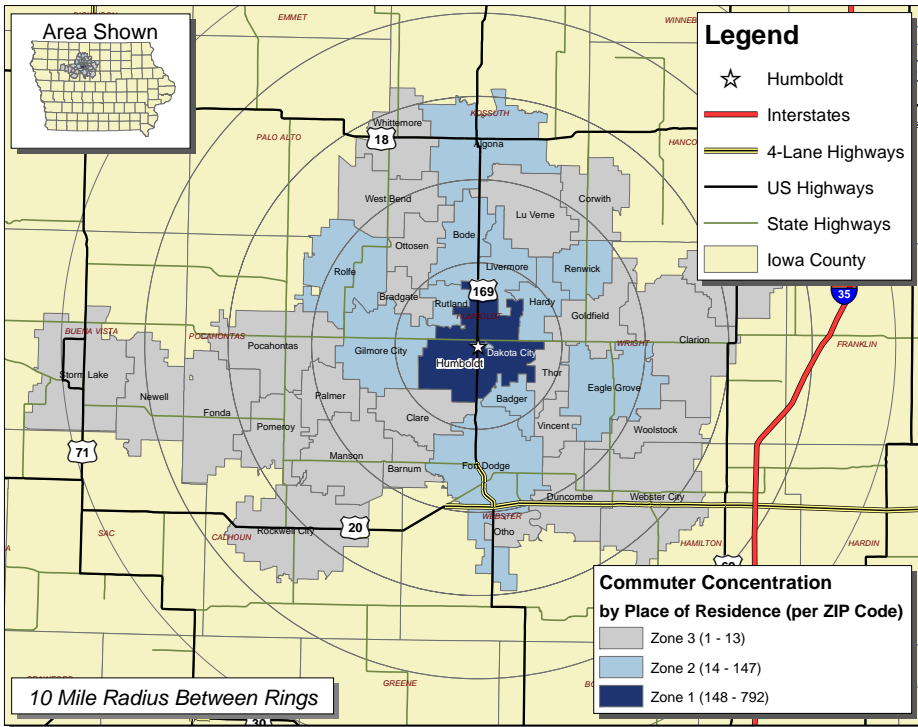 Area Shown
EMMET
WINNEB
KOSSUTH
PALO ALTO
HANCO
Whittemore
18
Algona
West Bend
Lu Verne
Corwith
Ottosen
Bode
Rolfe
Livermore
Renwick
169
Bradgate
Rutland
Hardy
HUMBOLDT
Goldfield
BUENA VISTA
POCAHONTAS
Pocahontas
Gilmore City
Dakota City
Humboldt
WRIGHT
Clarion
FRANKLIN
35
Storm Lake
Newell
Fonda
Palmer
Pomeroy
Thor
Eagle Grove
Badger
Clare
Vincent
Woolstock
71
Manson
Barnum
Fort Dodge
Duncombe
Webster City
WEBSTER
Otho
SAC
CALHOUN
Rockwell City
20
HAMILTON
HARDIN
69
GREENE
30
Legend
Humboldt
Interstates
4-Lane Highways
US Highways
State Highways
Iowa County
Commuter Concentration
by Place of Residence (per ZIP Code)
Zone 3 (1 - 13)
Zone 2 (14 - 147)
Zone 1 (148 - 792)
10 Mile Radius Between Rings